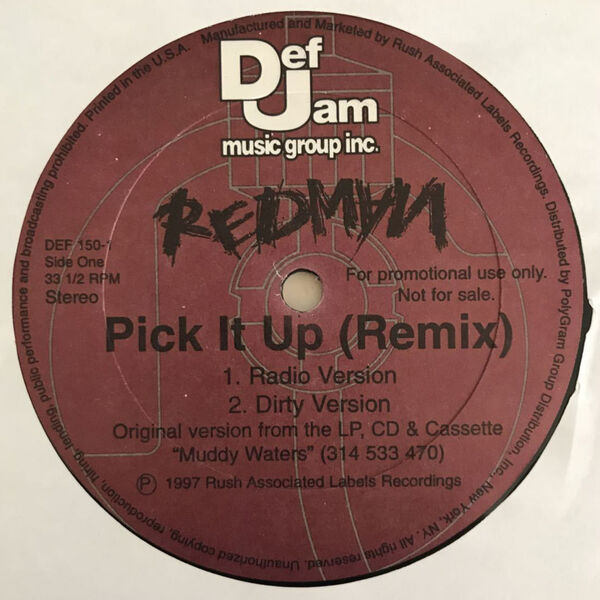 Manufactured and Marketed by Rush Associated Labels Recordings. Distributed by PolyGram Group Distribution, Inc., New York, NY. All rights reserved. Unauthorized copying, reproduction, hiring, lending, public performance and broadcasting prohibited. Printed in the U.S.A.
Def
Jam
music group inc.
REDMAN
DEF 150-1
Side One
33 1/2 RPM
Stereo
For promotional use only.
Not for sale.
Pick It Up (Remix)
1. Radio Version
2. Dirty Version
Original version from the LP, CD & Cassette
“Muddy Waters” (314 533 470)
℗ 1997 Rush Associated Labels Recordings